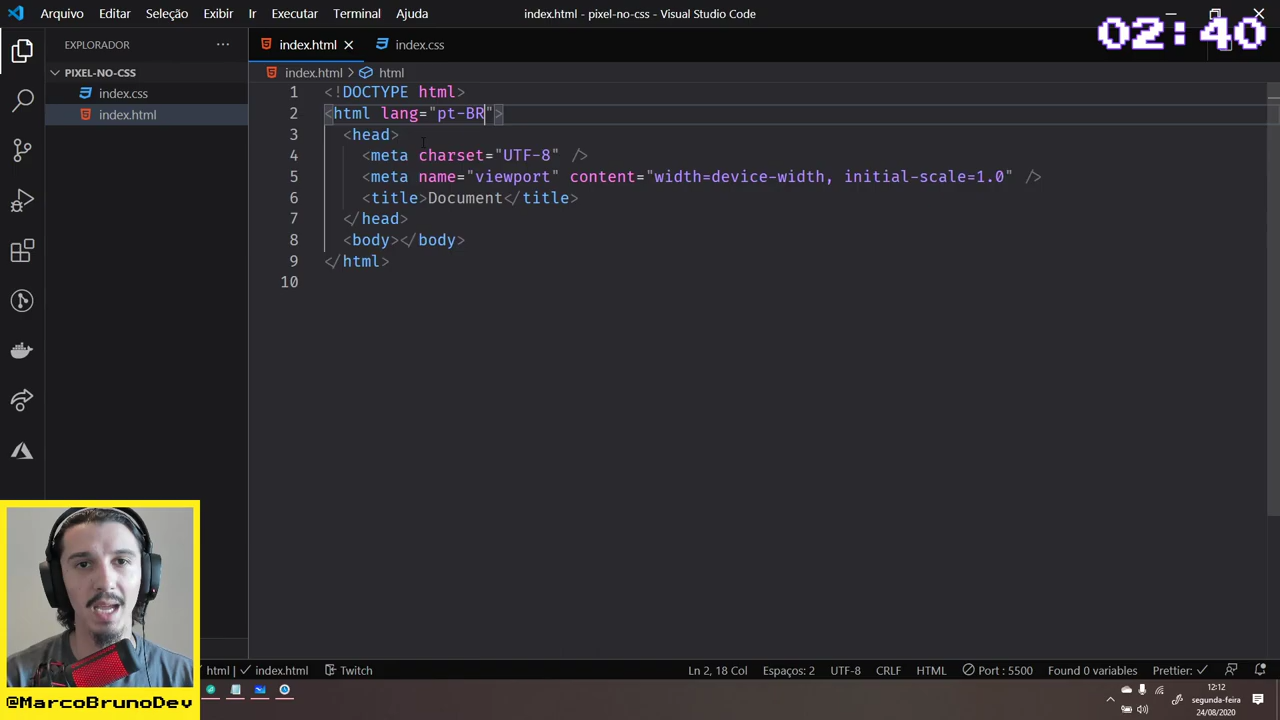 Arquivo Editar Seleção Exibir Ir Executar Terminal Ajuda
index.html - pixel-no-css - Visual Studio Code
02:40
EXPLORADOR
PIXEL-NO-CSS
index.css
index.html
index.html
index.css
index.html html
1 <!DOCTYPE html>
2 <html lang="pt-BR">
3 <head>
4 <meta charset="UTF-8" />
5 <meta name="viewport" content="width=device-width, initial-scale=1.0" />
6 <title>Document</title>
7 </head>
8 <body></body>
9 </html>
10
@MarcoBrunoDev
html | index.html Twitch Ln 2, 18 Col Espaços: 2 UTF-8 CRLF HTML Port : 5500 Found 0 variables Prettier:
12:12
segunda-feira
24/08/2020